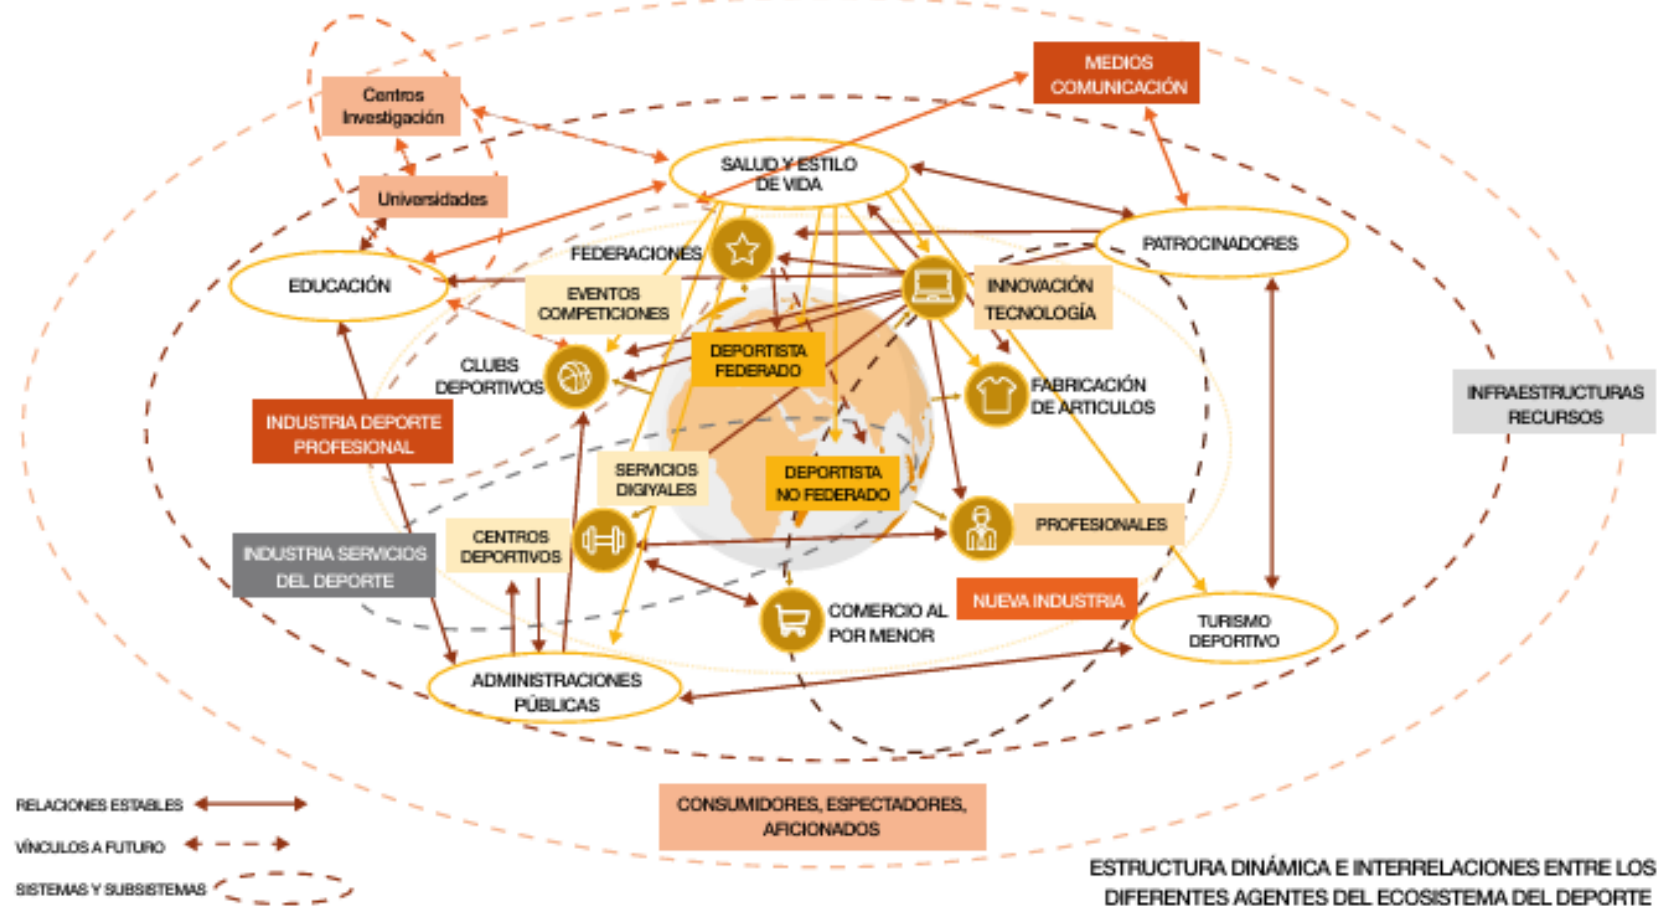 MEDIOS
COMUNICACIÓN
Centros
Investigación
Universidades
SALUD Y ESTILO
DE VIDA
PATROCINADORES
FEDERACIONES
EDUCACIÓN
EVENTOS
COMPETICIONES
INNOVACIÓN
TECNOLOGÍA
DEPORTISTA
FEDERADO
CLUBS
DEPORTIVOS
FABRICACIÓN
DE ARTICULOS
INFRAESTRUCTURAS
RECURSOS
INDUSTRIA DEPORTE
PROFESIONAL
SERVICIOS
DIGIYALES
DEPORTISTA
NO FEDERADO
PROFESIONALES
CENTROS
DEPORTIVOS
INDUSTRIA SERVICIOS
DEL DEPORTE
NUEVA INDUSTRIA
COMERCIO AL
POR MENOR
TURISMO
DEPORTIVO
ADMINISTRACIONES
PÚBLICAS
RELACIONES ESTABLES
VÍNCULOS A FUTURO
SISTEMAS Y SUBSISTEMAS
CONSUMIDORES, ESPECTADORES,
AFICIONADOS
ESTRUCTURA DINÁMICA E INTERRELACIONES ENTRE LOS
DIFERENTES AGENTES DEL ECOSISTEMA DEL DEPORTE